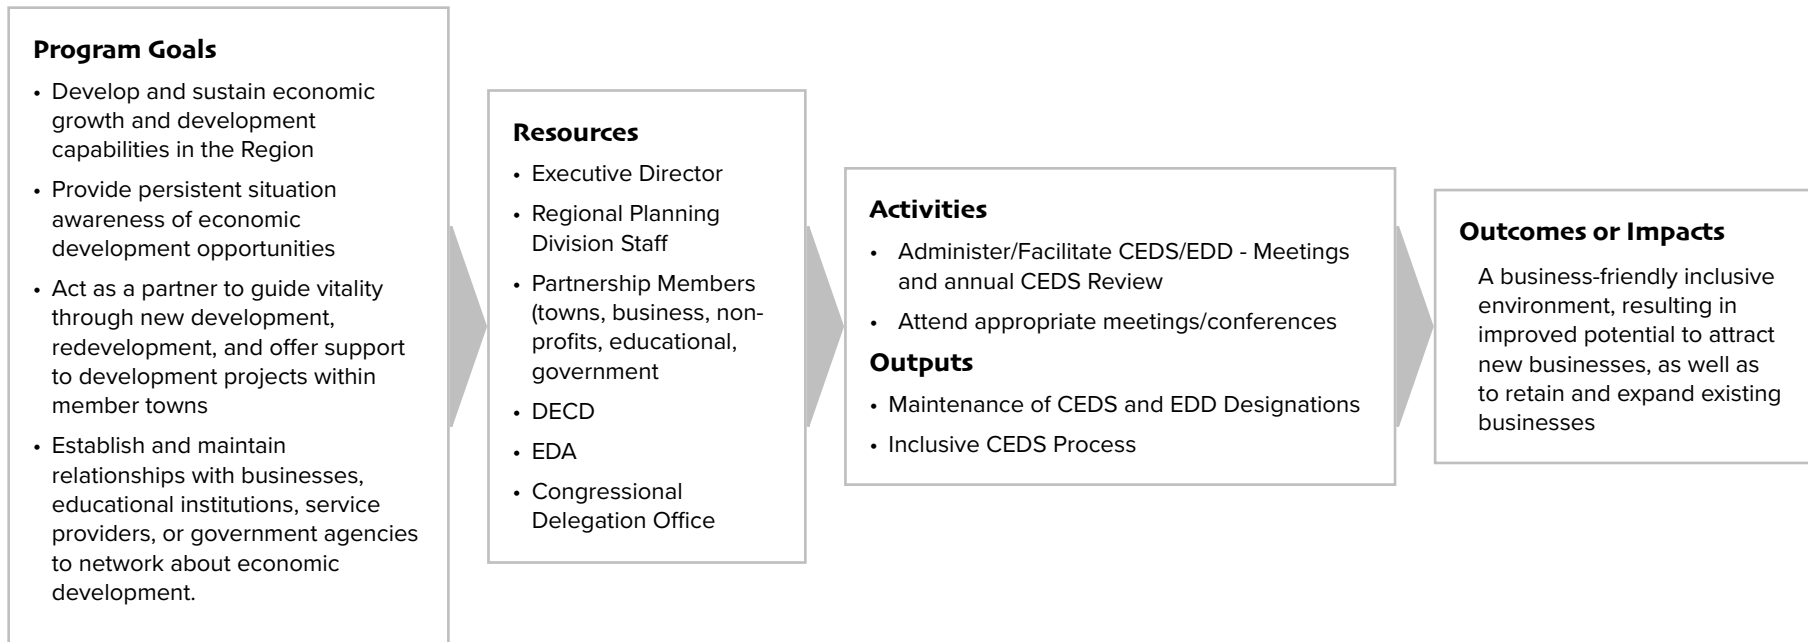 Program Goals
• Develop and sustain economic
growth and development
capabilities in the Region
• Provide persistent situation
awareness of economic
development opportunities
• Act as a partner to guide vitality
through new development,
redevelopment, and offer support
to development projects within
member towns
• Establish and maintain
relationships with businesses,
educational institutions, service
providers, or government agencies
to network about economic
development.
Resources
• Executive Director
• Regional Planning
Division Staff
• Partnership Members
(towns, business, non-
profits, educational,
government
• DECD
• EDA
• Congressional
Delegation Office
Activities
• Administer/Facilitate CEDS/EDD - Meetings
and annual CEDS Review
• Attend appropriate meetings/conferences
Outputs
• Maintenance of CEDS and EDD Designations
• Inclusive CEDS Process
Outcomes or Impacts
A business-friendly inclusive
environment, resulting in
improved potential to attract
new businesses, as well as
to retain and expand existing
businesses